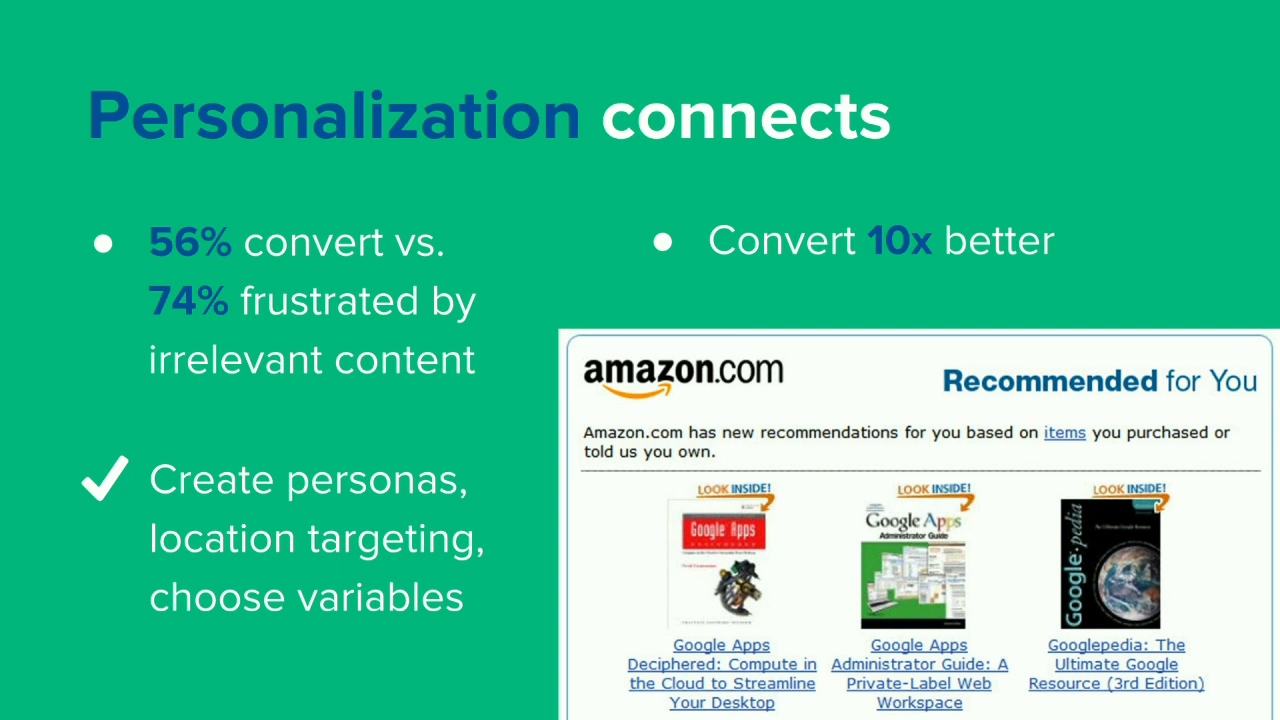 Personalization connects
● 56% convert vs.
74% frustrated by
irrelevant content
✔ Create personas,
location targeting,
choose variables
● Convert 10x better
amazon.com
Recommended for You
Amazon.com has new recommendations for you based on items you purchased or
told us you own.
LOOK INSIDE!
Google Apps
Google Apps
Deciphered: Compute in
the Cloud to Streamline
Your Desktop
LOOK INSIDE!
Google Apps
Administrator Guide
Google Apps
Administrator Guide: A
Private-Label Web
Workspace
LOOK INSIDE!
Google·pedia
Googlepedia: The
Ultimate Google
Resource (3rd Edition)